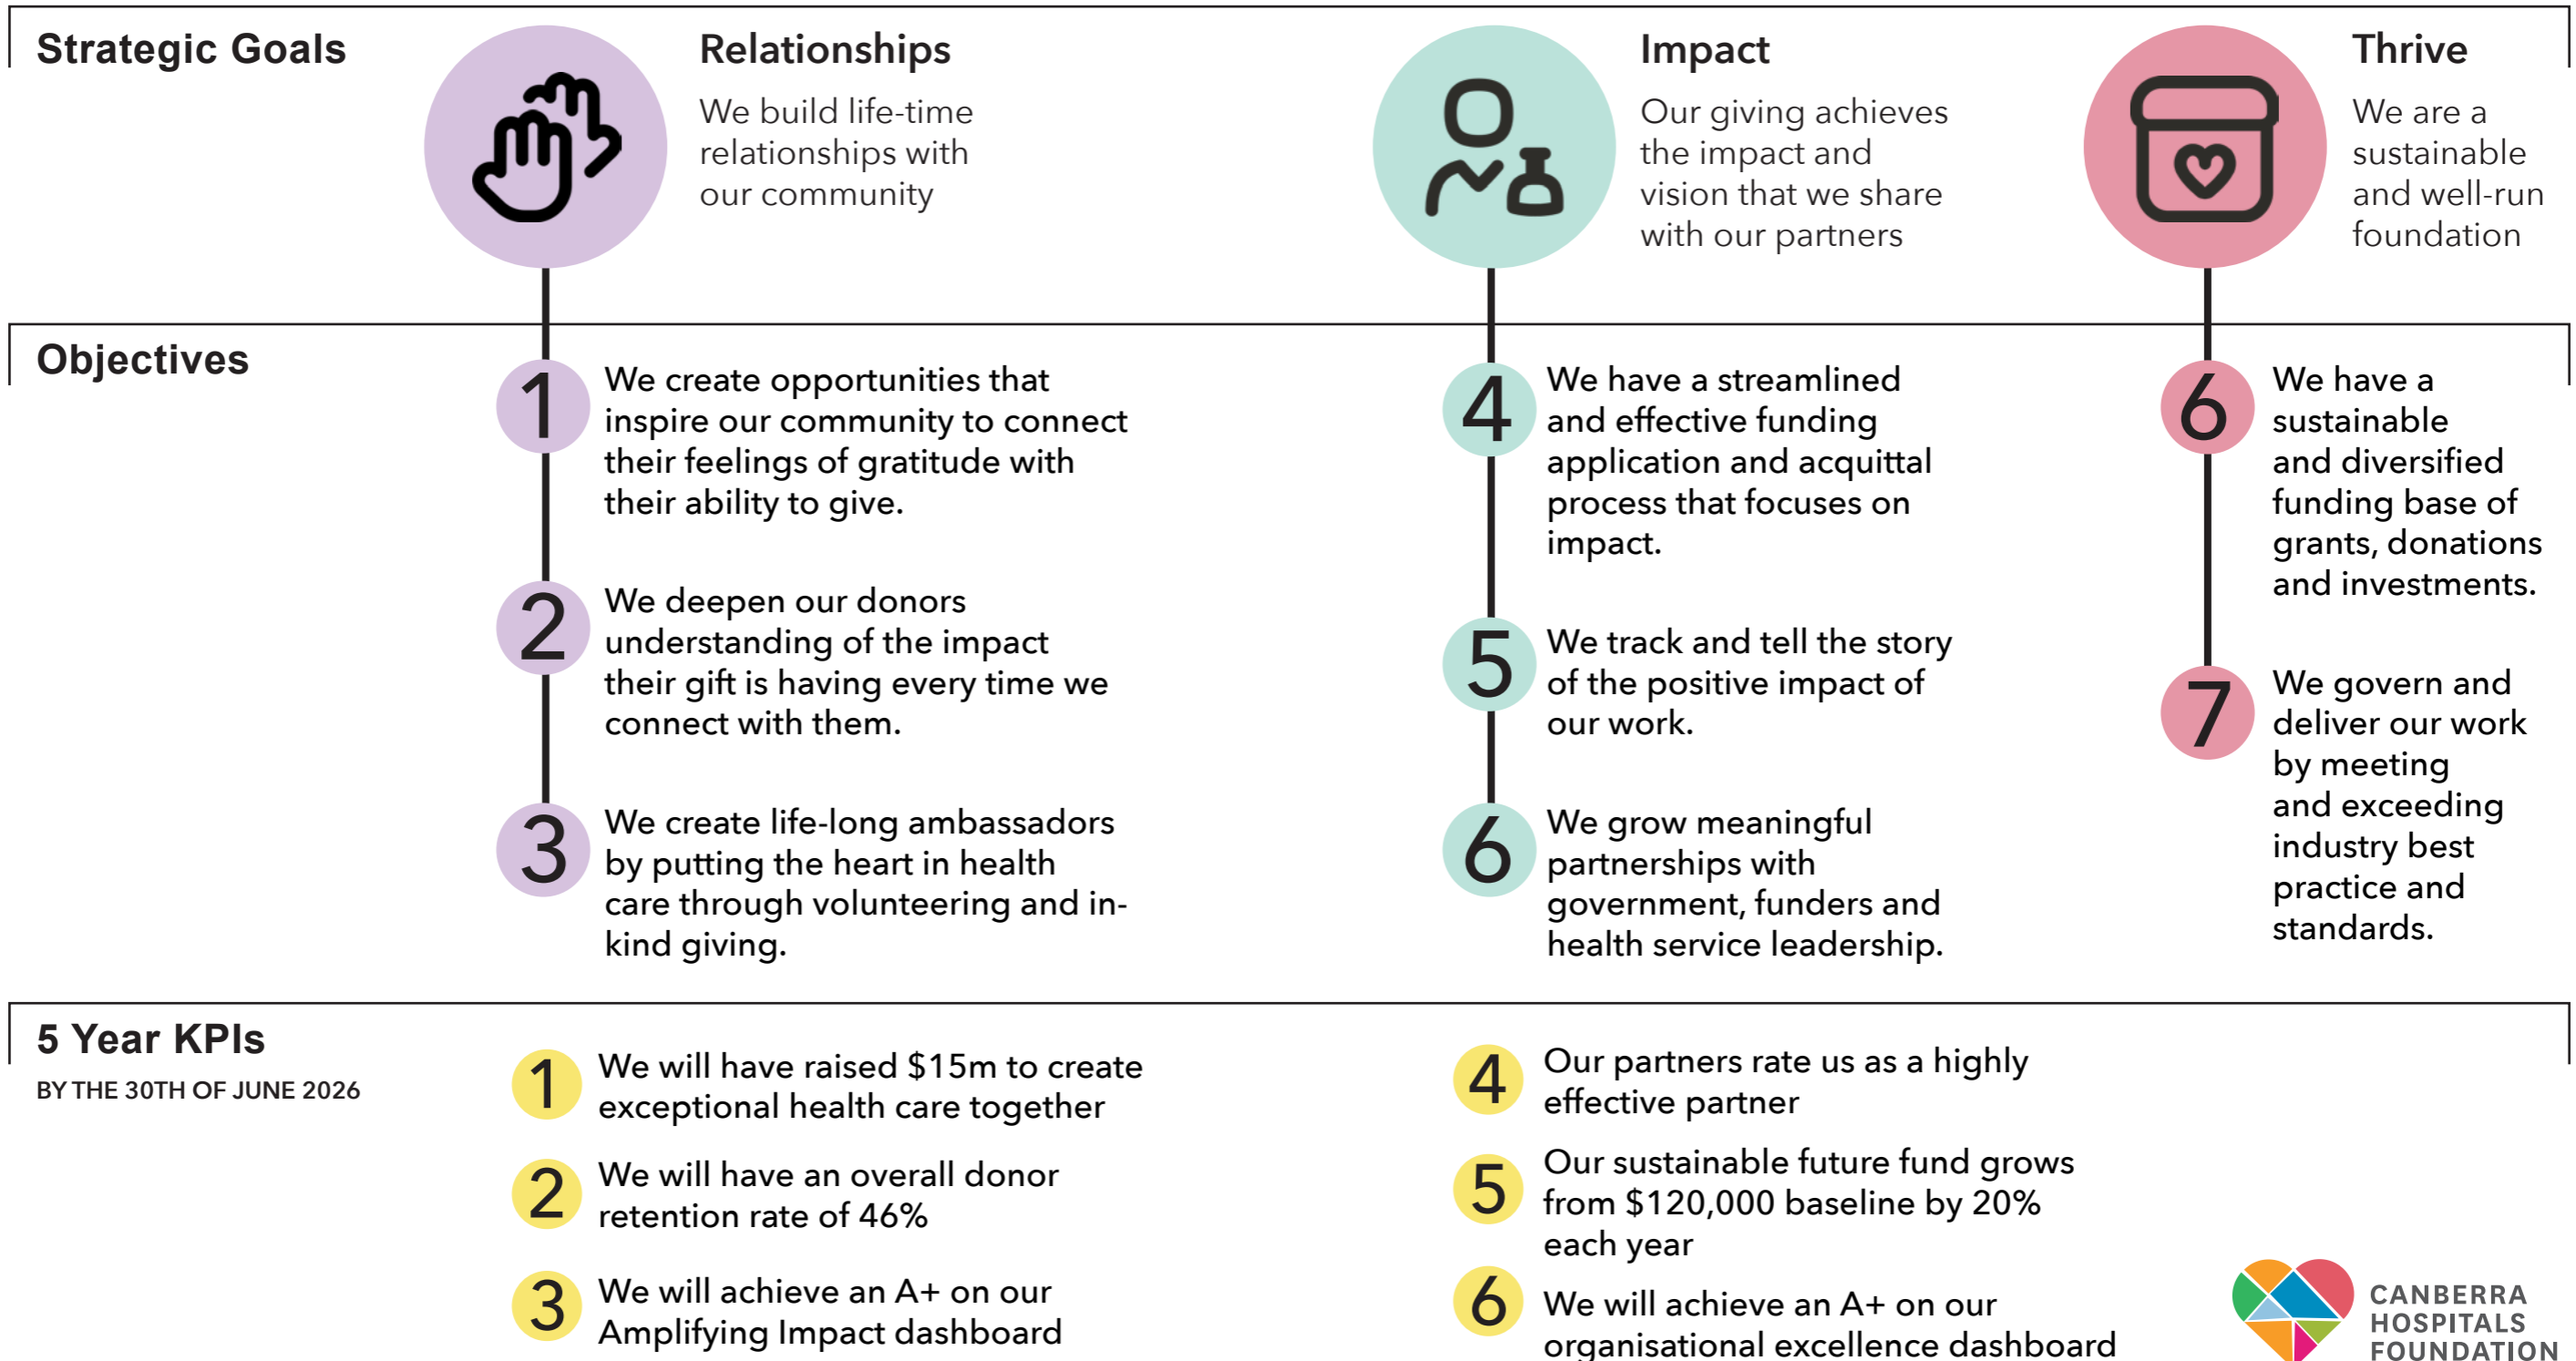 Strategic Goals
Relationships
We build life-time
relationships with
our community
Impact
Our giving achieves
the impact and
vision that we share
with our partners
Thrive
We are a
sustainable
and well-run
foundation
Objectives
1
We create opportunities that
inspire our community to connect
their feelings of gratitude with
their ability to give.
2
We deepen our donors
understanding of the impact
their gift is having every time we
connect with them.
3
We create life-long ambassadors
by putting the heart in health
care through volunteering and in-
kind giving.
4
We have a streamlined
and effective funding
application and acquittal
process that focuses on
impact.
5
We track and tell the story
of the positive impact of
our work.
6
We grow meaningful
partnerships with
government, funders and
health service leadership.
6
We have a
sustainable
and diversified
funding base of
grants, donations
and investments.
7
We govern and
deliver our work
by meeting
and exceeding
industry best
practice and
standards.
5 Year KPIs
BY THE 30TH OF JUNE 2026
1
We will have raised $15m to create
exceptional health care together
2
We will have an overall donor
retention rate of 46%
3
We will achieve an A+ on our
Amplifying Impact dashboard
4
Our partners rate us as a highly
effective partner
5
Our sustainable future fund grows
from $120,000 baseline by 20%
each year
6
We will achieve an A+ on our
organisational excellence dashboard
CANBERRA
HOSPITALS
FOUNDATION